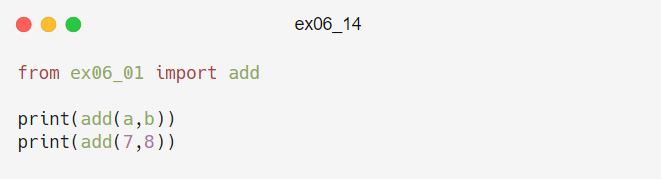 ex06_14
from ex06_01 import add
print(add(a,b))
print(add(7,8))